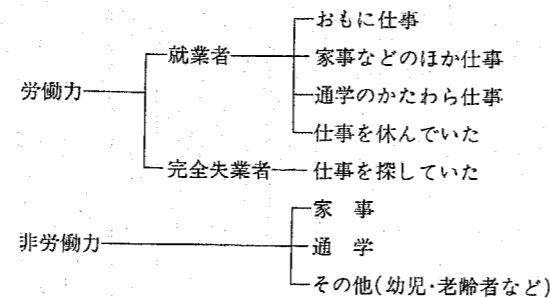 おもに仕事
就業者
家事などのほか仕事
労働力
通学のかたわら仕事
仕事を休んでいた
完全失業者
仕事を探していた
家 事
非労働力
通 学
その他(幼児・老齢者など)